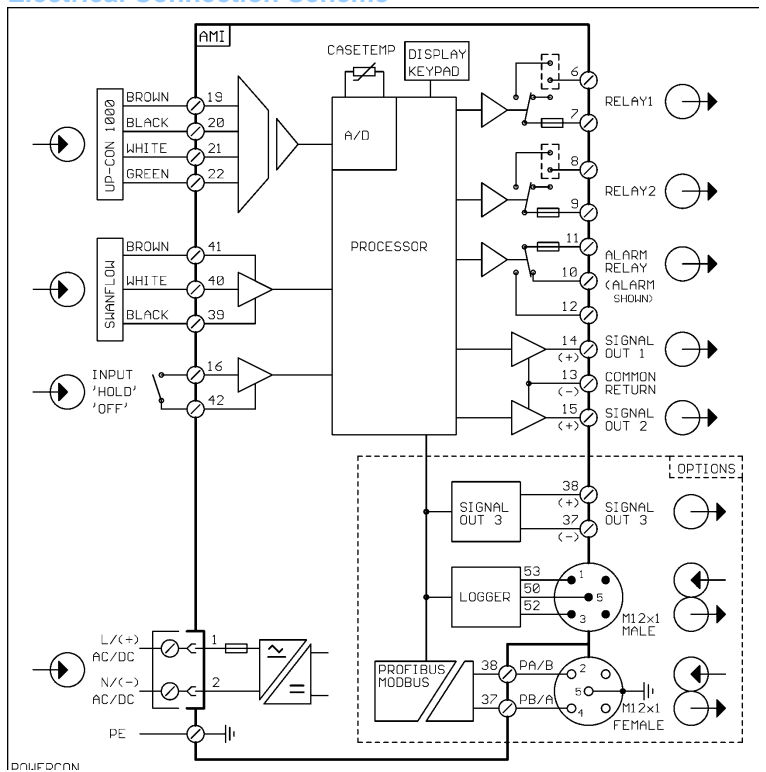 Electrical Connection Scheme
AMI
CASETEMP
DISPLAY
KEYPAD
A/D
PROCESSOR
UP-CON 1000
BROWN 19
BLACK 20
WHITE 21
GREEN 22
SWANFLOW
BROWN 41
WHITE 40
BLACK 39
INPUT
'HOLD'
'OFF'
16
42
6
RELAY1
7
8
RELAY2
9
11
ALARM
RELAY
10
(ALARM
SHOWN)
12
14
(+)
SIGNAL
OUT 1
13
(-)
COMMON
RETURN
15
(+)
SIGNAL
OUT 2
OPTIONS
SIGNAL
OUT 3
38
(+)
37
(-)
SIGNAL
OUT 3
LOGGER
53
50
52
1
5
3
M12x1
MALE
PROFIBUS
MODBUS
38 PA/B
37 PB/A
2
5
4
M12x1
FEMALE
L/(+)
AC/DC
1
N/(-)
AC/DC
2
PE
POWERCON